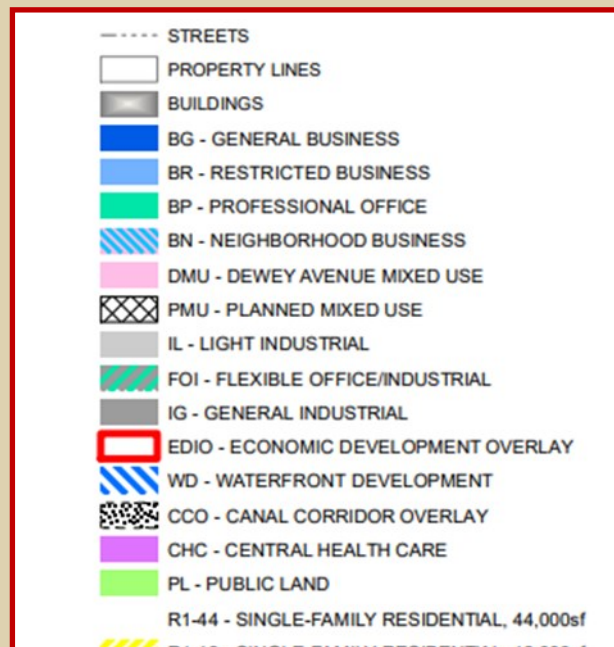 STREETS
PROPERTY LINES
BUILDINGS
BG - GENERAL BUSINESS
BR - RESTRICTED BUSINESS
BP - PROFESSIONAL OFFICE
BN - NEIGHBORHOOD BUSINESS
DMU - DEWEY AVENUE MIXED USE
PMU - PLANNED MIXED USE
IL - LIGHT INDUSTRIAL
FOI - FLEXIBLE OFFICE/INDUSTRIAL
IG - GENERAL INDUSTRIAL
EDIO - ECONOMIC DEVELOPMENT OVERLAY
WD - WATERFRONT DEVELOPMENT
CCO - CANAL CORRIDOR OVERLAY
CHC - CENTRAL HEALTH CARE
PL - PUBLIC LAND
R1-44 - SINGLE-FAMILY RESIDENTIAL, 44,000sf